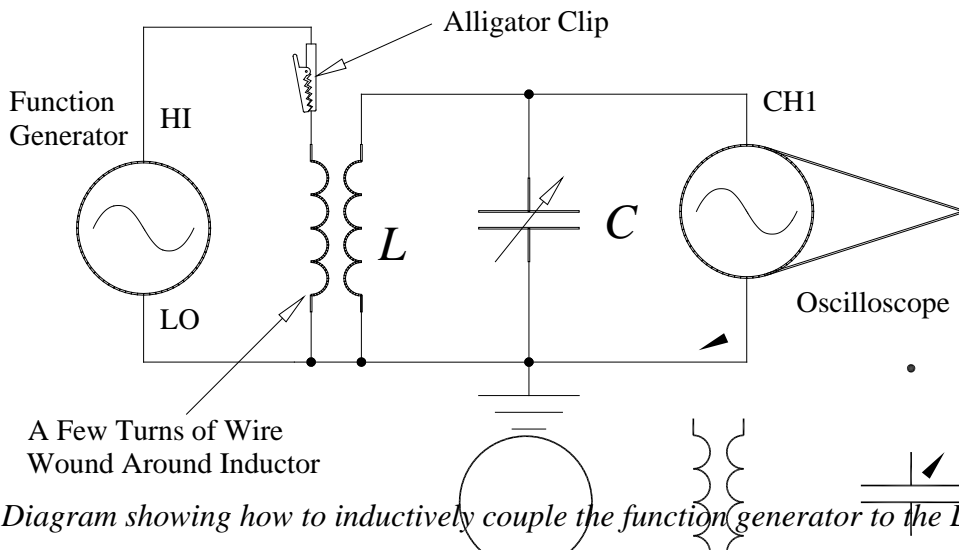 Alligator Clip
Function
Generator
HI
CH1
L
C
LO
Oscilloscope
A Few Turns of Wire
Wound Around Inductor
Diagram showing how to inductively couple the function generator to the